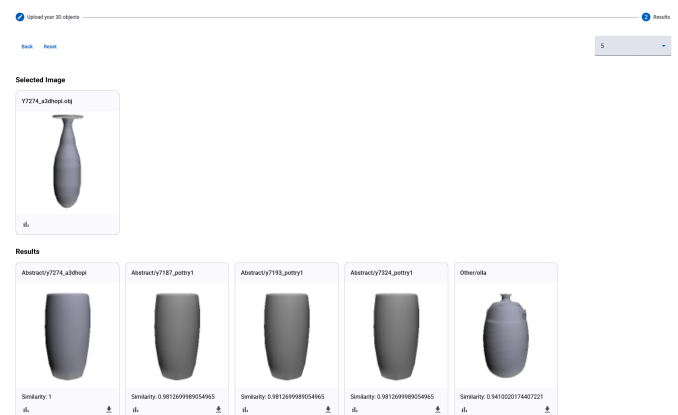 Upload your 3D objects
2 Results
Back Reset
5
Selected Image
Y7274_a3dhopi.obj
Results
Abstract/y7274_a3dhopi Abstract/y7187_pottry1 Abstract/y7193_pottry1 Abstract/y7324_pottry1 Other/olla
Similarity: 1 Similarity: 0.9812699989054965 Similarity: 0.9812699989054965 Similarity: 0.9812699989054965 Similarity: 0.9410020174407221